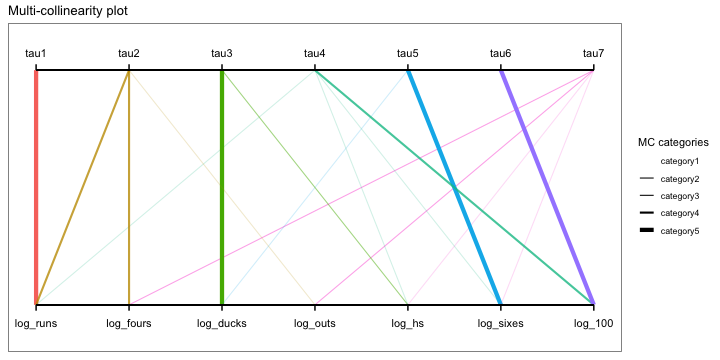 Multi-collinearity plot
tau1 tau2 tau3 tau4 tau5 tau6 tau7
log_runs log_fours log_ducks log_outs log_hs log_sixes log_100
MC categories
category1
category2
category3
category4
category5